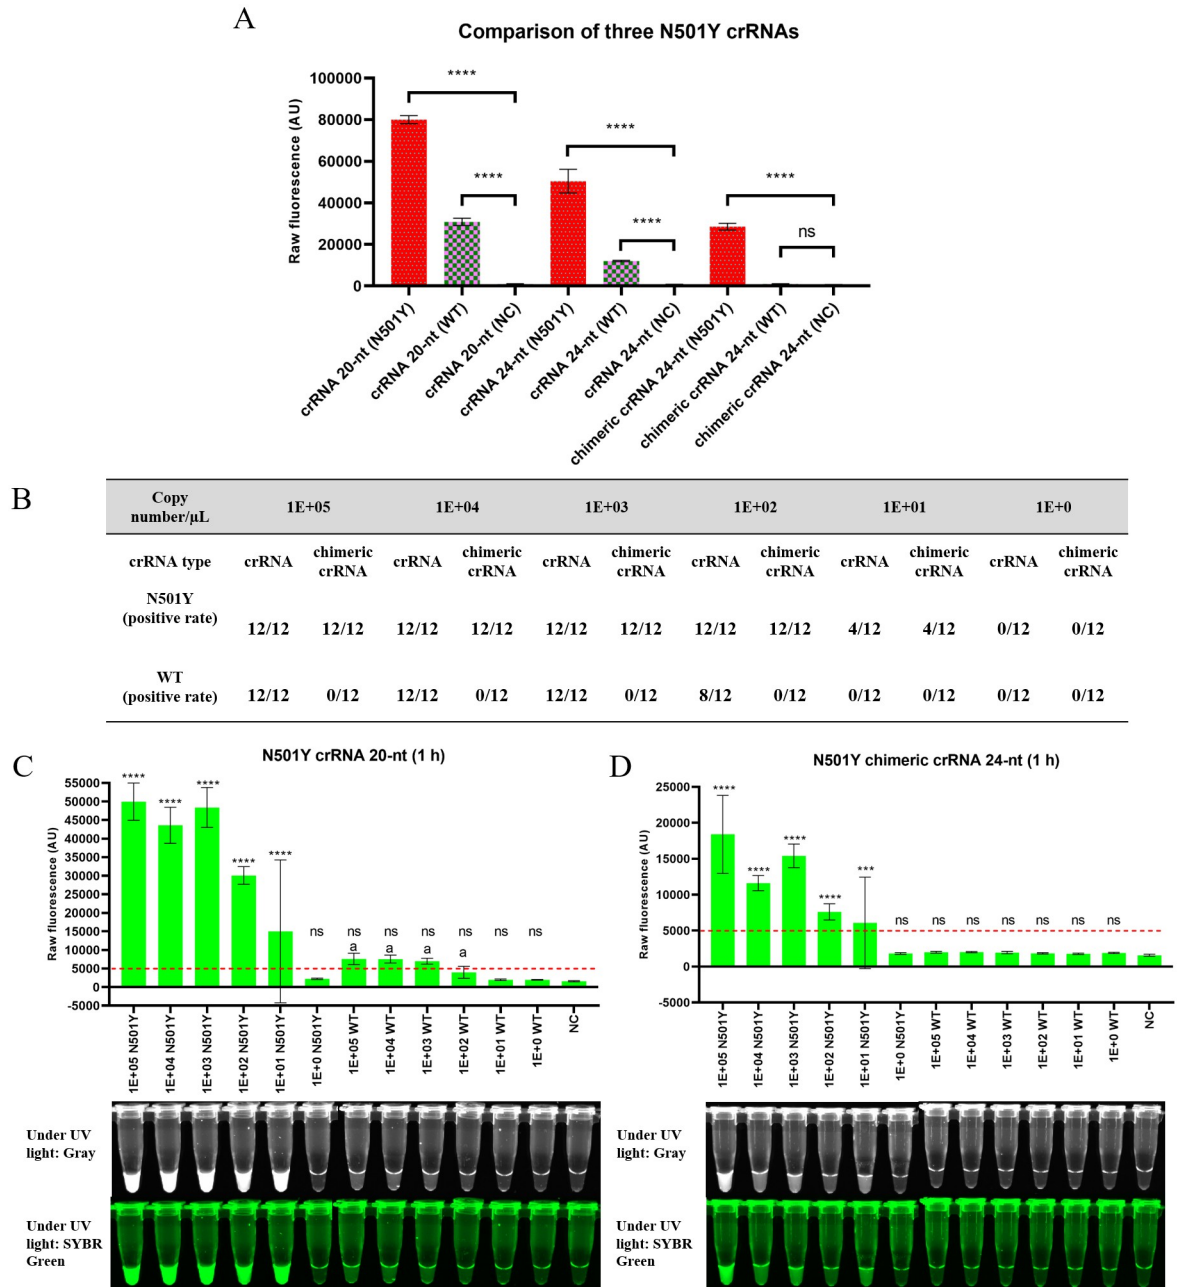 A
Comparison of three N501Y crRNAs
Raw fluorescence (AU)
100000
80000
60000
40000
20000
0
****
****
****
****
****
ns
crRNA 20-nt (N501Y)
crRNA 20-nt (WT)
crRNA 20-nt (NC)
crRNA 24-nt (N501Y)
crRNA 24-nt (WT)
crRNA 24-nt (NC)
chimeric crRNA 24-nt (N501Y)
chimeric crRNA 24-nt (WT)
chimeric crRNA 24-nt (NC)
B
Copy number/μL 1E+05 1E+04 1E+03 1E+02 1E+01 1E+0
crRNA type crRNA chimeric crRNA crRNA chimeric crRNA crRNA chimeric crRNA crRNA chimeric crRNA crRNA chimeric crRNA crRNA chimeric crRNA
N501Y (positive rate) 12/12 12/12 12/12 12/12 12/12 12/12 12/12 12/12 4/12 4/12 0/12 0/12
WT (positive rate) 12/12 0/12 12/12 0/12 12/12 0/12 8/12 0/12 0/12 0/12 0/12 0/12
C
N501Y crRNA 20-nt (1 h)
Raw fluorescence (AU)
55000
50000
45000
40000
35000
30000
25000
20000
15000
10000
5000
0
-5000
**** **** **** **** **** ns ns ns ns ns ns ns
a a a a
1E+05 N501Y
1E+04 N501Y
1E+03 N501Y
1E+02 N501Y
1E+01 N501Y
1E+0 N501Y
1E+05 WT
1E+04 WT
1E+03 WT
1E+02 WT
1E+01 WT
1E+0 WT
NC
Under UV
light: Gray
Under UV
light: SYBR
Green
D
N501Y chimeric crRNA 24-nt (1 h)
Raw fluorescence (AU)
25000
20000
15000
10000
5000
0
-5000
**** **** **** **** *** ns ns ns ns ns ns ns
1E+05 N501Y
1E+04 N501Y
1E+03 N501Y
1E+02 N501Y
1E+01 N501Y
1E+0 N501Y
1E+05 WT
1E+04 WT
1E+03 WT
1E+02 WT
1E+01 WT
1E+0 WT
NC
Under UV
light: Gray
Under UV
light: SYBR
Green